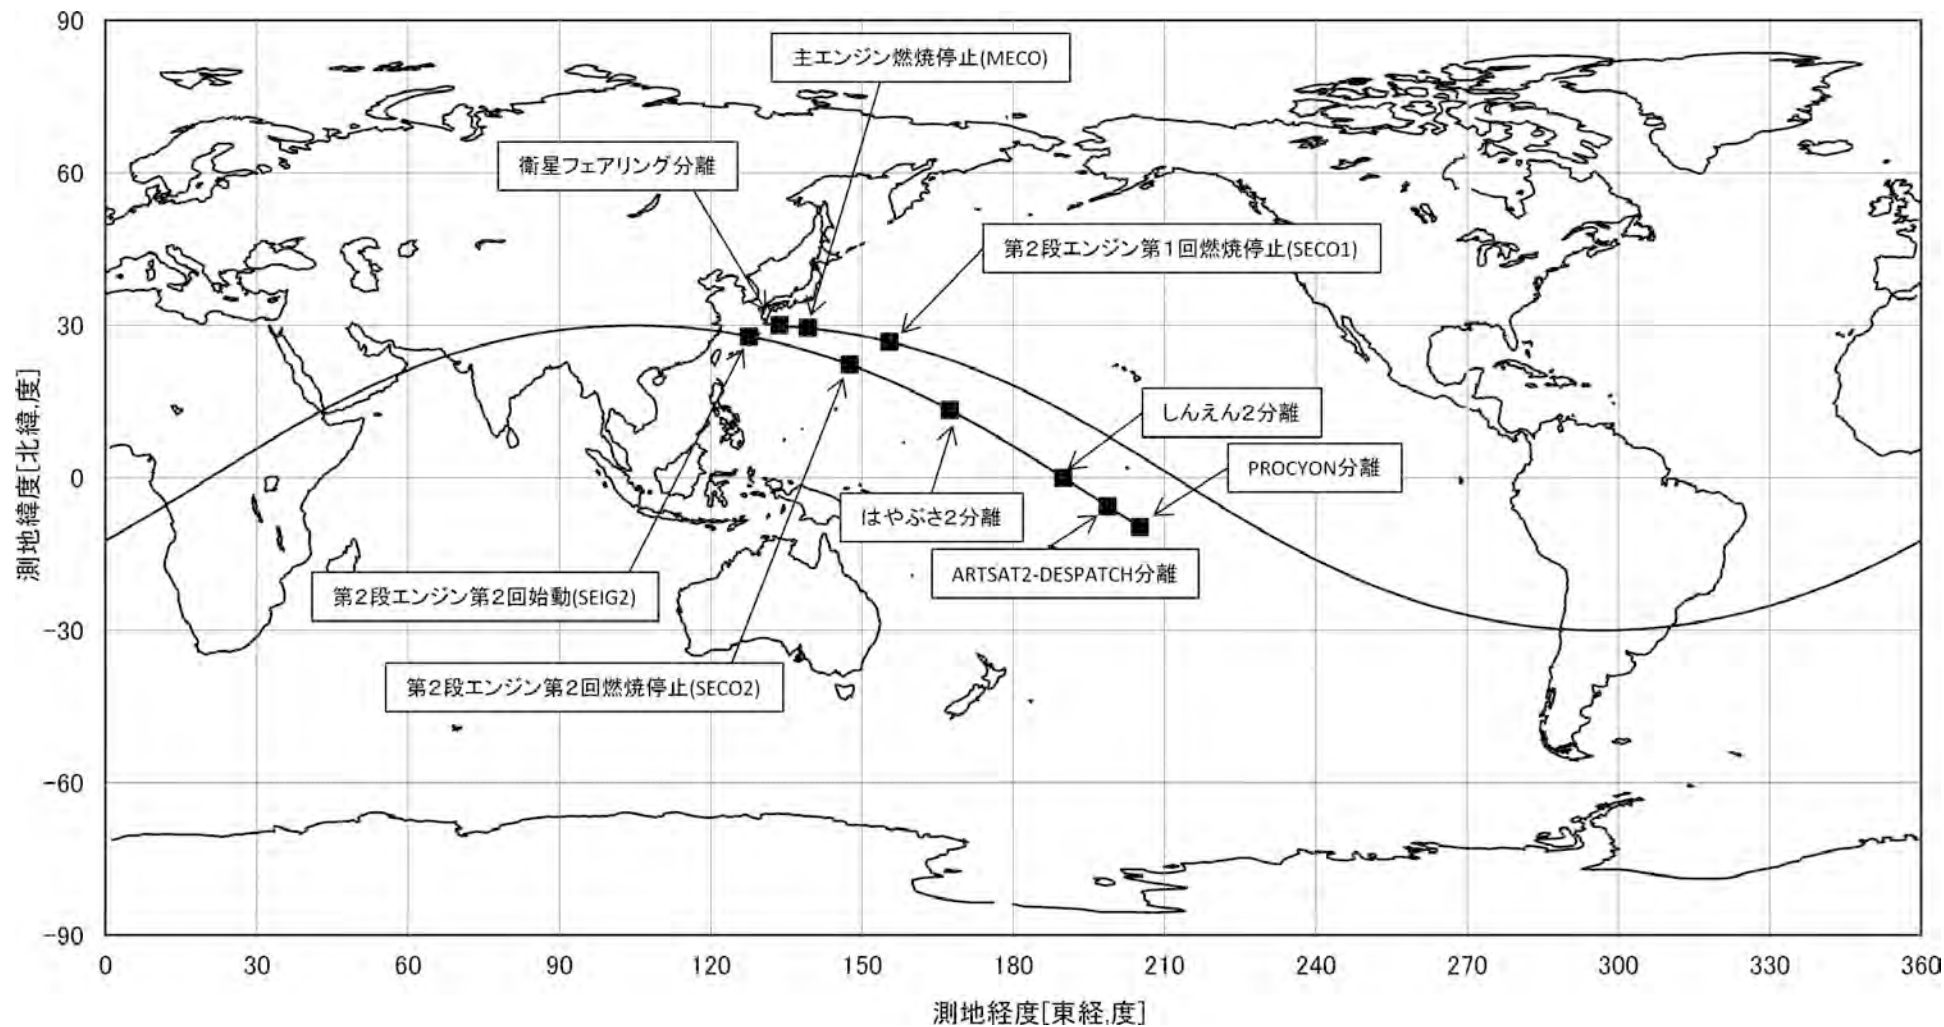 90
60
30
0
-30
-60
-90
測地緯度[北緯,度]
主エンジン燃焼停止(MECO)
衛星フェアリング分離
第2段エンジン第1回燃焼停止(SECO1)
しんえん2分離
PROCYON分離
はやぶさ2分離
ARTSAT2-DESPATCH分離
第2段エンジン第2回始動(SEIG2)
第2段エンジン第2回燃焼停止(SECO2)
0 30 60 90 120 150 180 210 240 270 300 330 360
測地経度[東経,度]